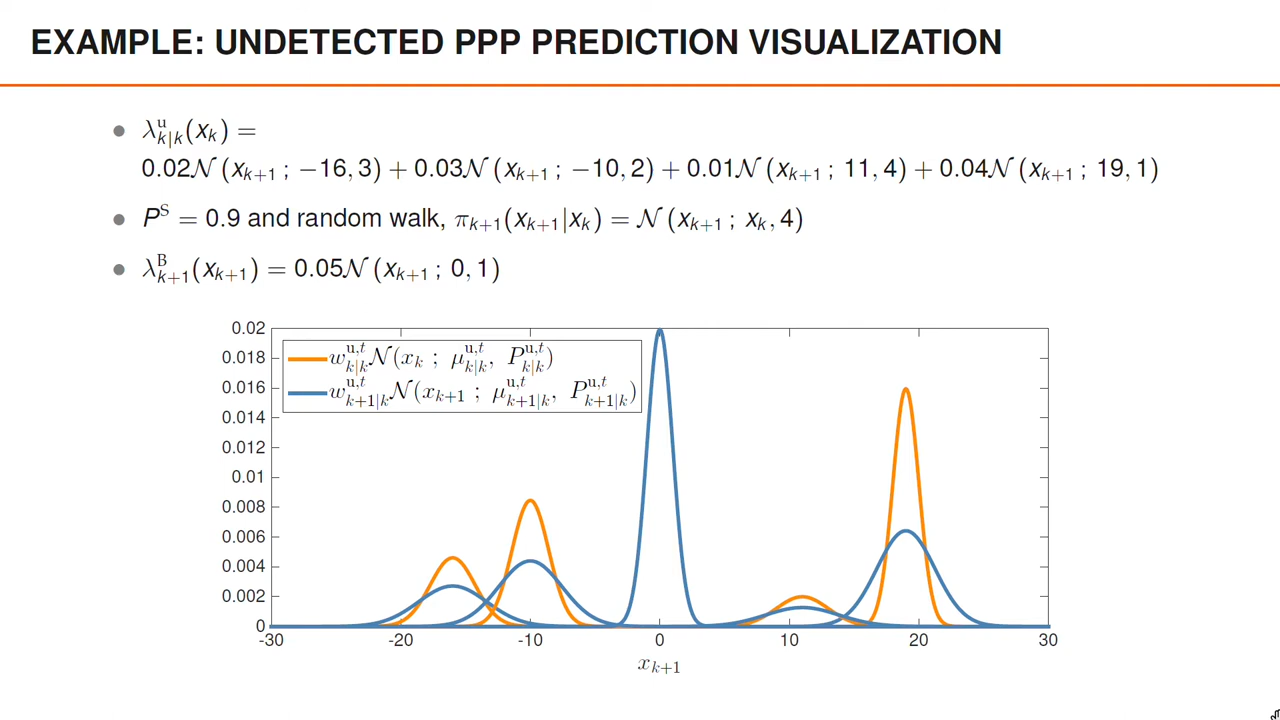 EXAMPLE: UNDETECTED PPP PREDICTION VISUALIZATION
• λ^u_{k|k}(x_k) =
0.02𝒩(x_{k+1} ; −16, 3) + 0.03𝒩(x_{k+1} ; −10, 2) + 0.01𝒩(x_{k+1} ; 11, 4) + 0.04𝒩(x_{k+1} ; 19, 1)
• P^S = 0.9 and random walk, π_{k+1}(x_{k+1}|x_k) = 𝒩(x_{k+1} ; x_k, 4)
• λ^B_{k+1}(x_{k+1}) = 0.05𝒩(x_{k+1} ; 0, 1)
w^{u,t}_{k|k}𝒩(x_k ; μ^{u,t}_{k|k}, P^{u,t}_{k|k})
w^{u,t}_{k+1|k}𝒩(x_{k+1} ; μ^{u,t}_{k+1|k}, P^{u,t}_{k+1|k})
0.02
0.018
0.016
0.014
0.012
0.01
0.008
0.006
0.004
0.002
0
-30 -20 -10 0 10 20 30
x_{k+1}